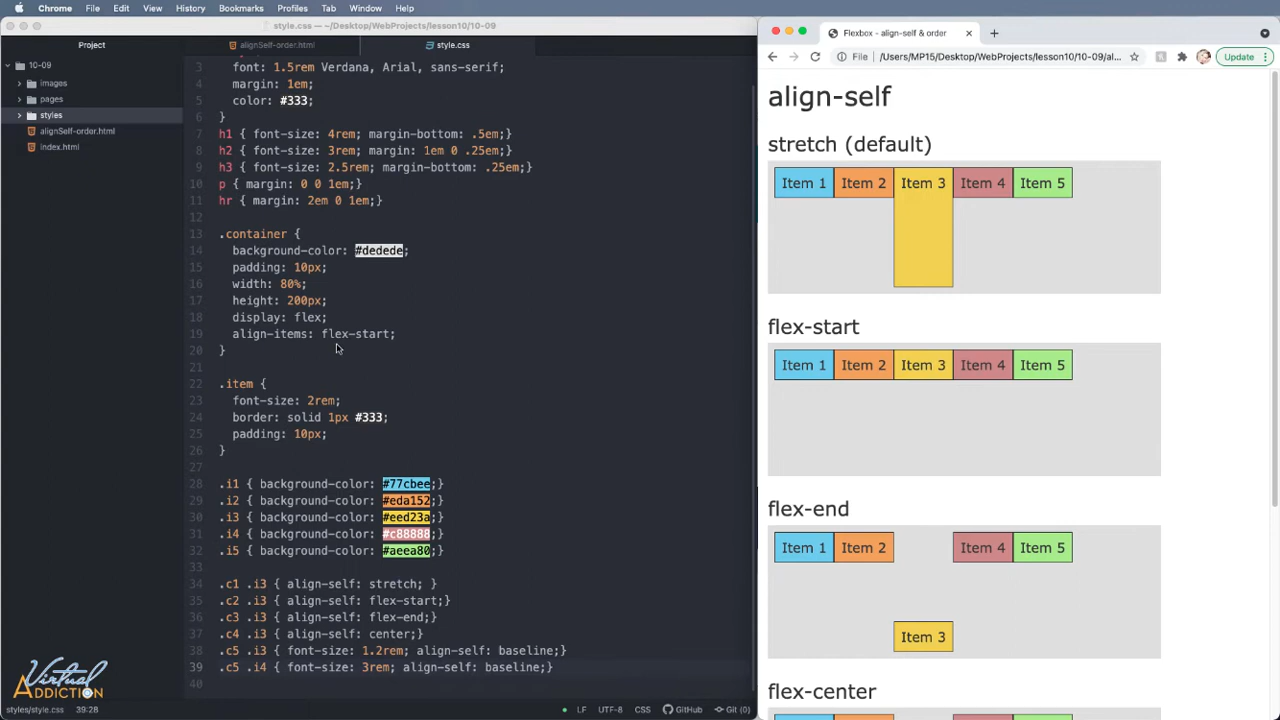 Chrome File Edit View History Bookmarks Profiles Tab Window Help
style.css — ~/Desktop/WebProjects/lesson10/10-09
Project
alignSelf-order.html
style.css
10-09
images
pages
styles
alignSelf-order.html
index.html
3 font: 1.5rem Verdana, Arial, sans-serif;
4 margin: 1em;
5 color: #333;
6 }
7 h1 { font-size: 4rem; margin-bottom: .5em;}
8 h2 { font-size: 3rem; margin-bottom: 1em 0 .25em;}
9 h3 { font-size: 2.5rem; margin-bottom: .25em;}
10 p { margin: 0 0 1em;}
11 hr { margin: 2em 0 1em;}
12
13 .container {
14 background-color: #dedede;
15 padding: 10px;
16 width: 80%;
17 height: 200px;
18 display: flex;
19 align-items: flex-start;
20 }
21
22 .item {
23 font-size: 2rem;
24 border: solid 1px #333;
25 padding: 10px;
26 }
27
28 .i1 { background-color: #77cbee;}
29 .i2 { background-color: #eda152;}
30 .i3 { background-color: #eed23a;}
31 .i4 { background-color: #c88888;}
32 .i5 { background-color: #aeea80;}
33
34 .c1 .i3 { align-self: stretch; }
35 .c2 .i3 { align-self: flex-start;}
36 .c3 .i3 { align-self: flex-end;}
37 .c4 .i3 { align-self: center;}
38 .c5 .i3 { font-size: 1.2rem; align-self: baseline;}
39 .c5 .i4 { font-size: 3rem; align-self: baseline;}
40
Virtual
ADDICTION
styles/style.css 39:28
LF UTF-8 CSS GitHub Git (0)
Flexbox - align-self & order
File /Users/MP15/Desktop/WebProjects/lesson10/10-09/al...
Update
align-self
stretch (default)
Item 1 Item 2 Item 3 Item 4 Item 5
flex-start
Item 1 Item 2 Item 3 Item 4 Item 5
flex-end
Item 1 Item 2 Item 4 Item 5
Item 3
flex-center